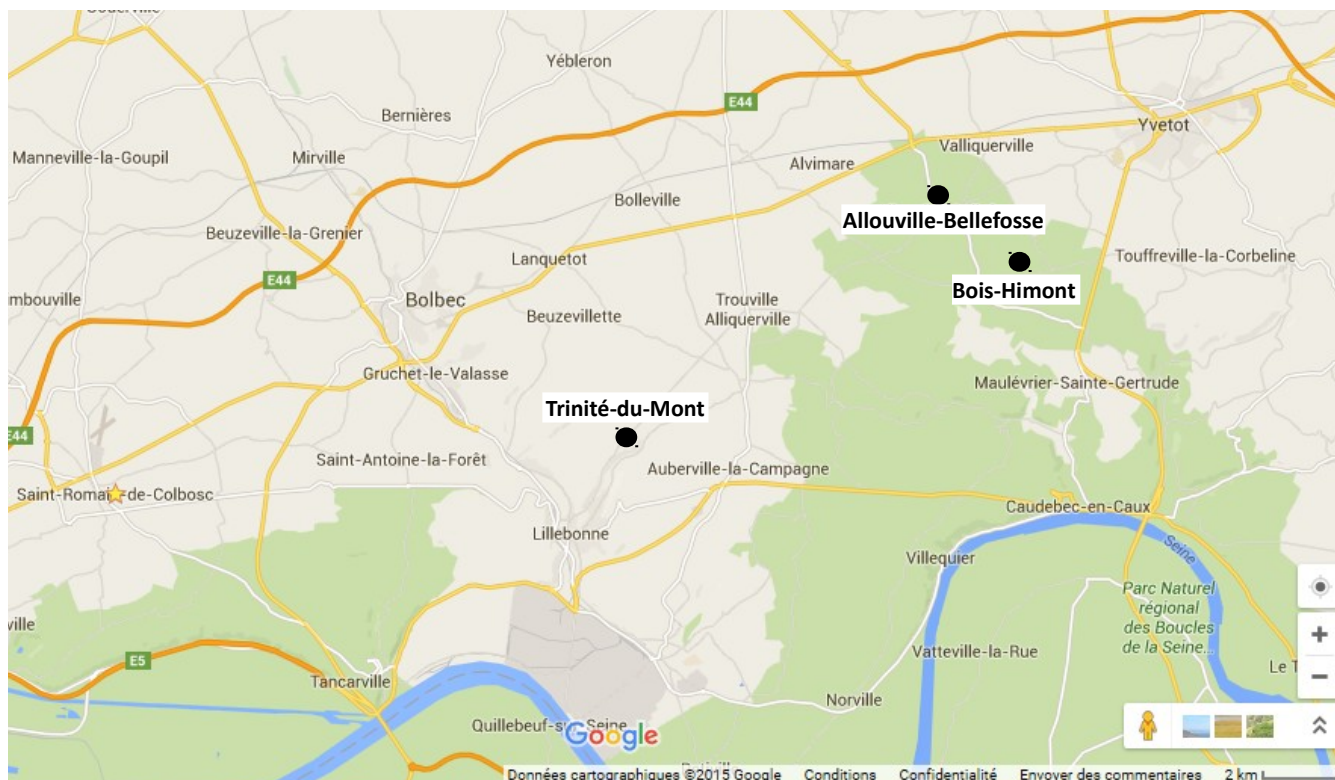 Goderville
Yébleron
E44
Bernières
Yvetot
Manneville-la-Goupil
Mirville
Alvimare
Valliquerville
Bolleville
Allouville-Bellefosse
Beuzeville-la-Grenier
Lanquetot
Touffreville-la-Corbeline
E44
Bois-Himont
mbouville
Bolbec
Trouville
Alliquerville
Beuzevillette
Gruchet-le-Valasse
Maulévrier-Sainte-Gertrude
Trinité-du-Mont
E44
Saint-Antoine-la-Forêt
Auberville-la-Campagne
Saint-Romain-de-Colbosc
Caudebec-en-Caux
Lillebonne
Villequier
Seine
Parc Naturel
régional
des Boucles
de la Seine...
ville
Vatteville-la-Rue
E5
Le T
Tancarville
Norville
Quillebeuf-sur-Seine
Google
Données cartographiques ©2015 Google Conditions Confidentialité Envoyer des commentaires 2 km